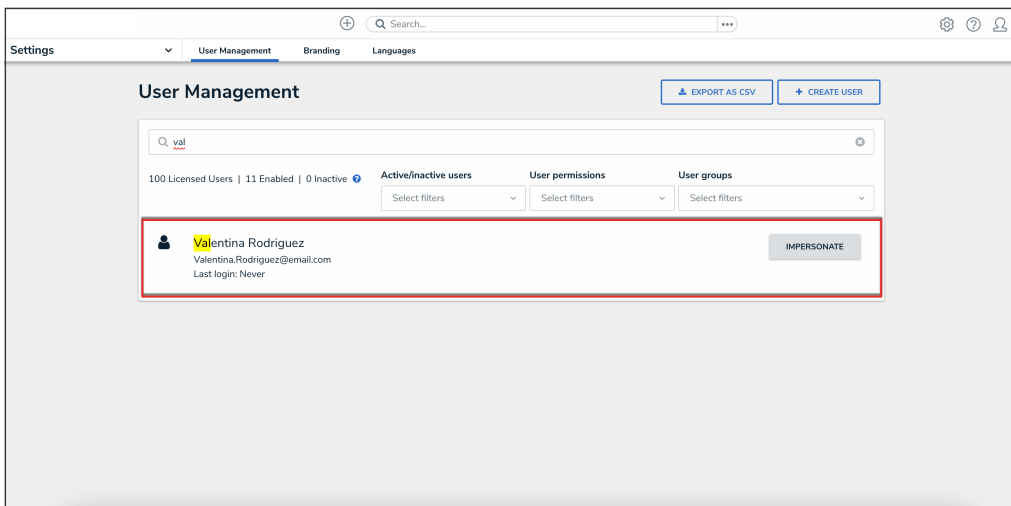 Search...
Settings
User Management
Branding
Languages
User Management
EXPORT AS CSV
+ CREATE USER
val
100 Licensed Users | 11 Enabled | 0 Inactive ?
Active/inactive users
User permissions
User groups
Select filters
Select filters
Select filters
Valentina Rodriguez
IMPERSONATE
Valentina.Rodriguez@email.com
Last login: Never